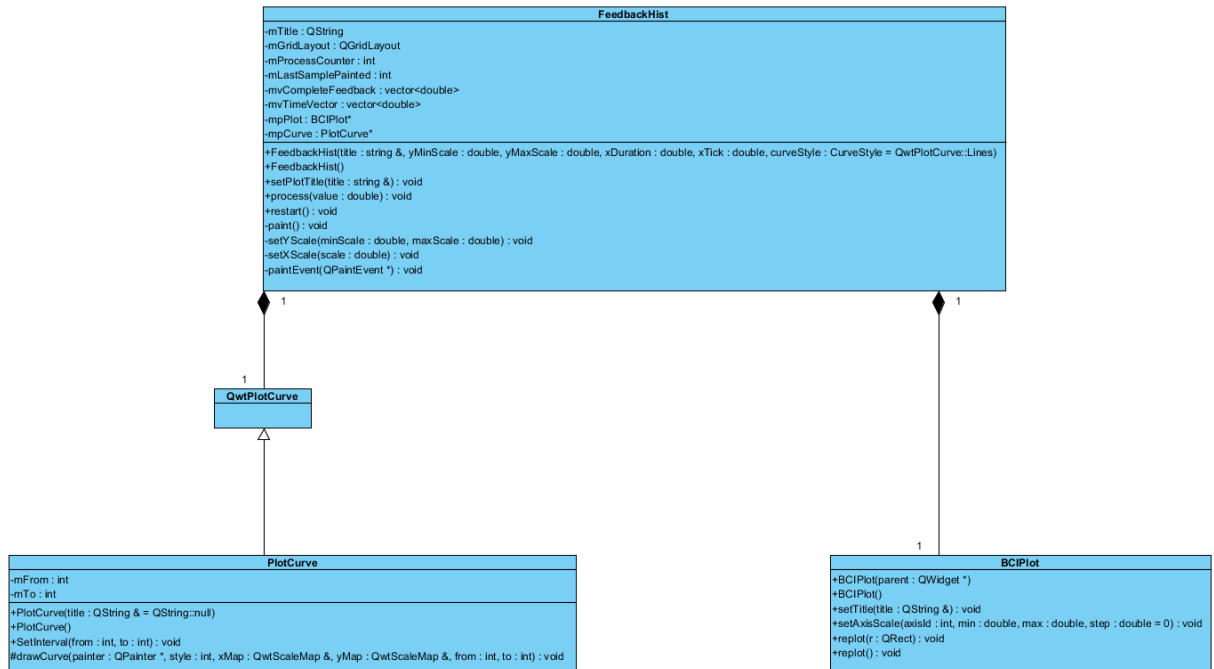 FeedbackHist
-mTitle : QString
-mGridLayout : QGridLayout
-mProcessCounter : int
-mLastSamplePainted : int
-mvCompleteFeedback : vector<double>
-mvTimeVector : vector<double>
-mpPlot : BCIPlot*
-mpCurve : PlotCurve*
+FeedbackHist(title : string &, yMinScale : double, yMaxScale : double, xDuration : double, xTick : double, curveStyle : CurveStyle = QwtPlotCurve::Lines)
+FeedbackHist()
+setPlotTitle(title : string &) : void
+process(value : double) : void
+restart() : void
-paint() : void
-setYScale(minScale : double, maxScale : double) : void
-setXScale(scale : double) : void
-paintEvent(QPaintEvent *) : void
1
1
1
QwtPlotCurve
1
PlotCurve
-mFrom : int
-mTo : int
+PlotCurve(title : QString & = QString::null)
+PlotCurve()
+SetInterval(from : int, to : int) : void
#drawCurve(painter : QPainter *, style : int, xMap : QwtScaleMap &, yMap : QwtScaleMap &, from : int, to : int) : void
BCIPlot
+BCIPlot(parent : QWidget *)
+BCIPlot()
+setTitle(title : QString &) : void
+setAxisScale(axisId : int, min : double, max : double, step : double = 0) : void
+replot(r : QRect) : void
+replot() : void